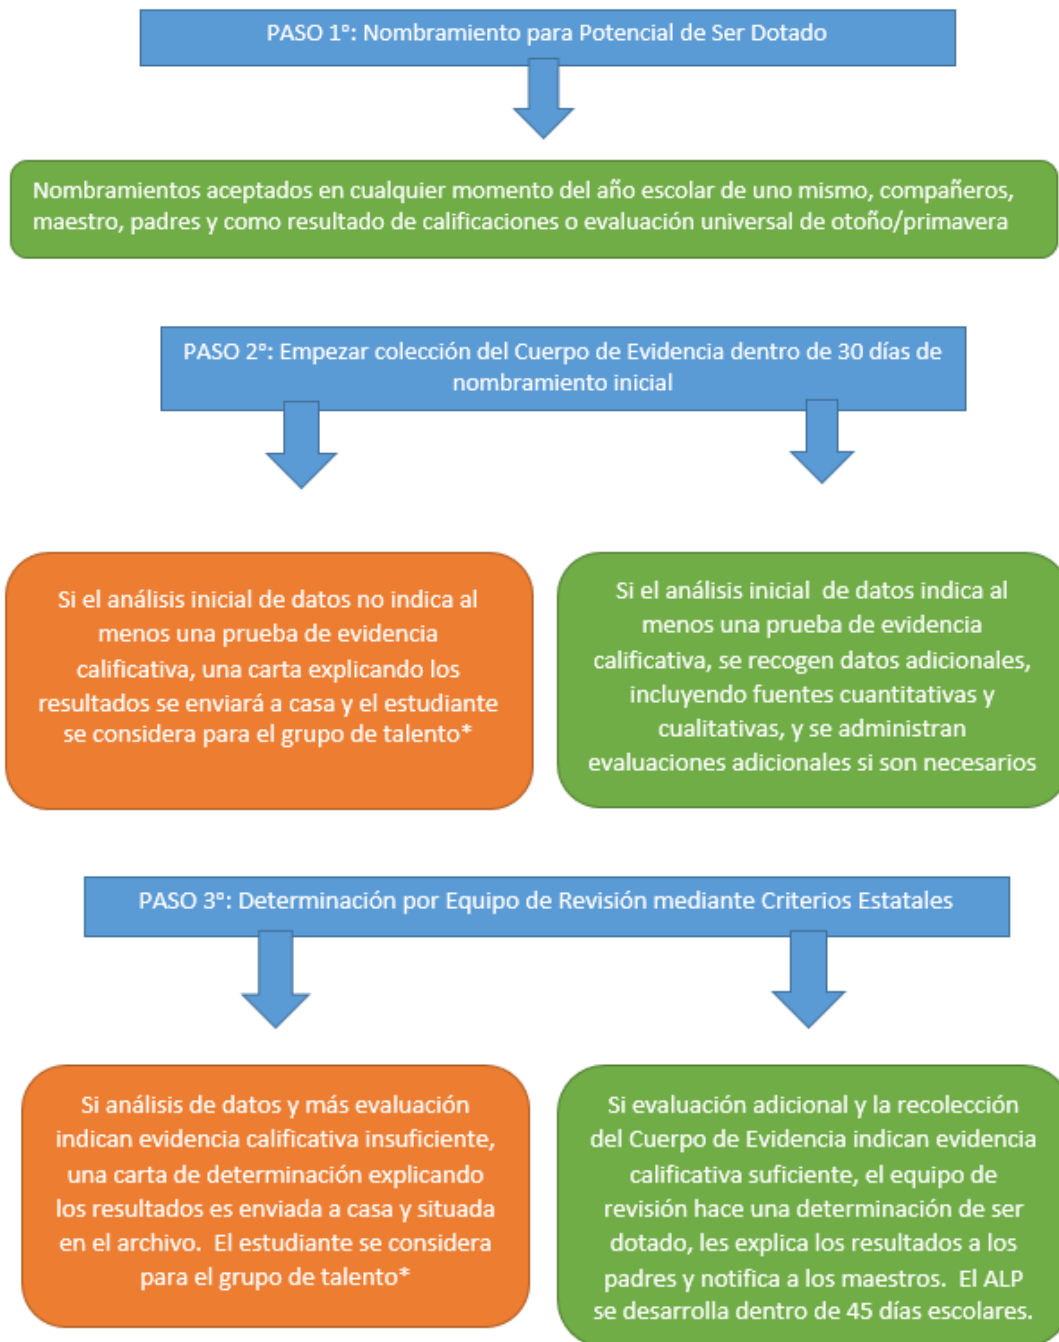 PASO 1°: Nombramiento para Potencial de Ser Dotado
Nombramientos aceptados en cualquier momento del año escolar de uno mismo, compañeros,
maestro, padres y como resultado de calificaciones o evaluación universal de otoño/primavera
PASO 2°: Empezar colección del Cuerpo de Evidencia dentro de 30 días de
nombramiento inicial
Si el análisis inicial de datos no indica al
menos una prueba de evidencia
calificativa, una carta explicando los
resultados se enviará a casa y el estudiante
se considera para el grupo de talento*
Si el análisis inicial  de datos indica al
menos una prueba de evidencia
calificativa, se recogen datos adicionales,
incluyendo fuentes cuantitativas y
cualitativas, y se administran
evaluaciones adicionales si son necesarios
PASO 3°: Determinación por Equipo de Revisión mediante Criterios Estatales
Si análisis de datos y más evaluación
indican evidencia calificativa insuficiente,
una carta de determinación explicando
los resultados es enviada a casa y situada
en el archivo.  El estudiante se considera
para el grupo de talento*
Si evaluación adicional y la recolección
del Cuerpo de Evidencia indican evidencia
calificativa suficiente, el equipo de
revisión hace una determinación de ser
dotado, les explica los resultados a los
padres y notifica a los maestros.  El ALP
se desarrolla dentro de 45 días escolares.